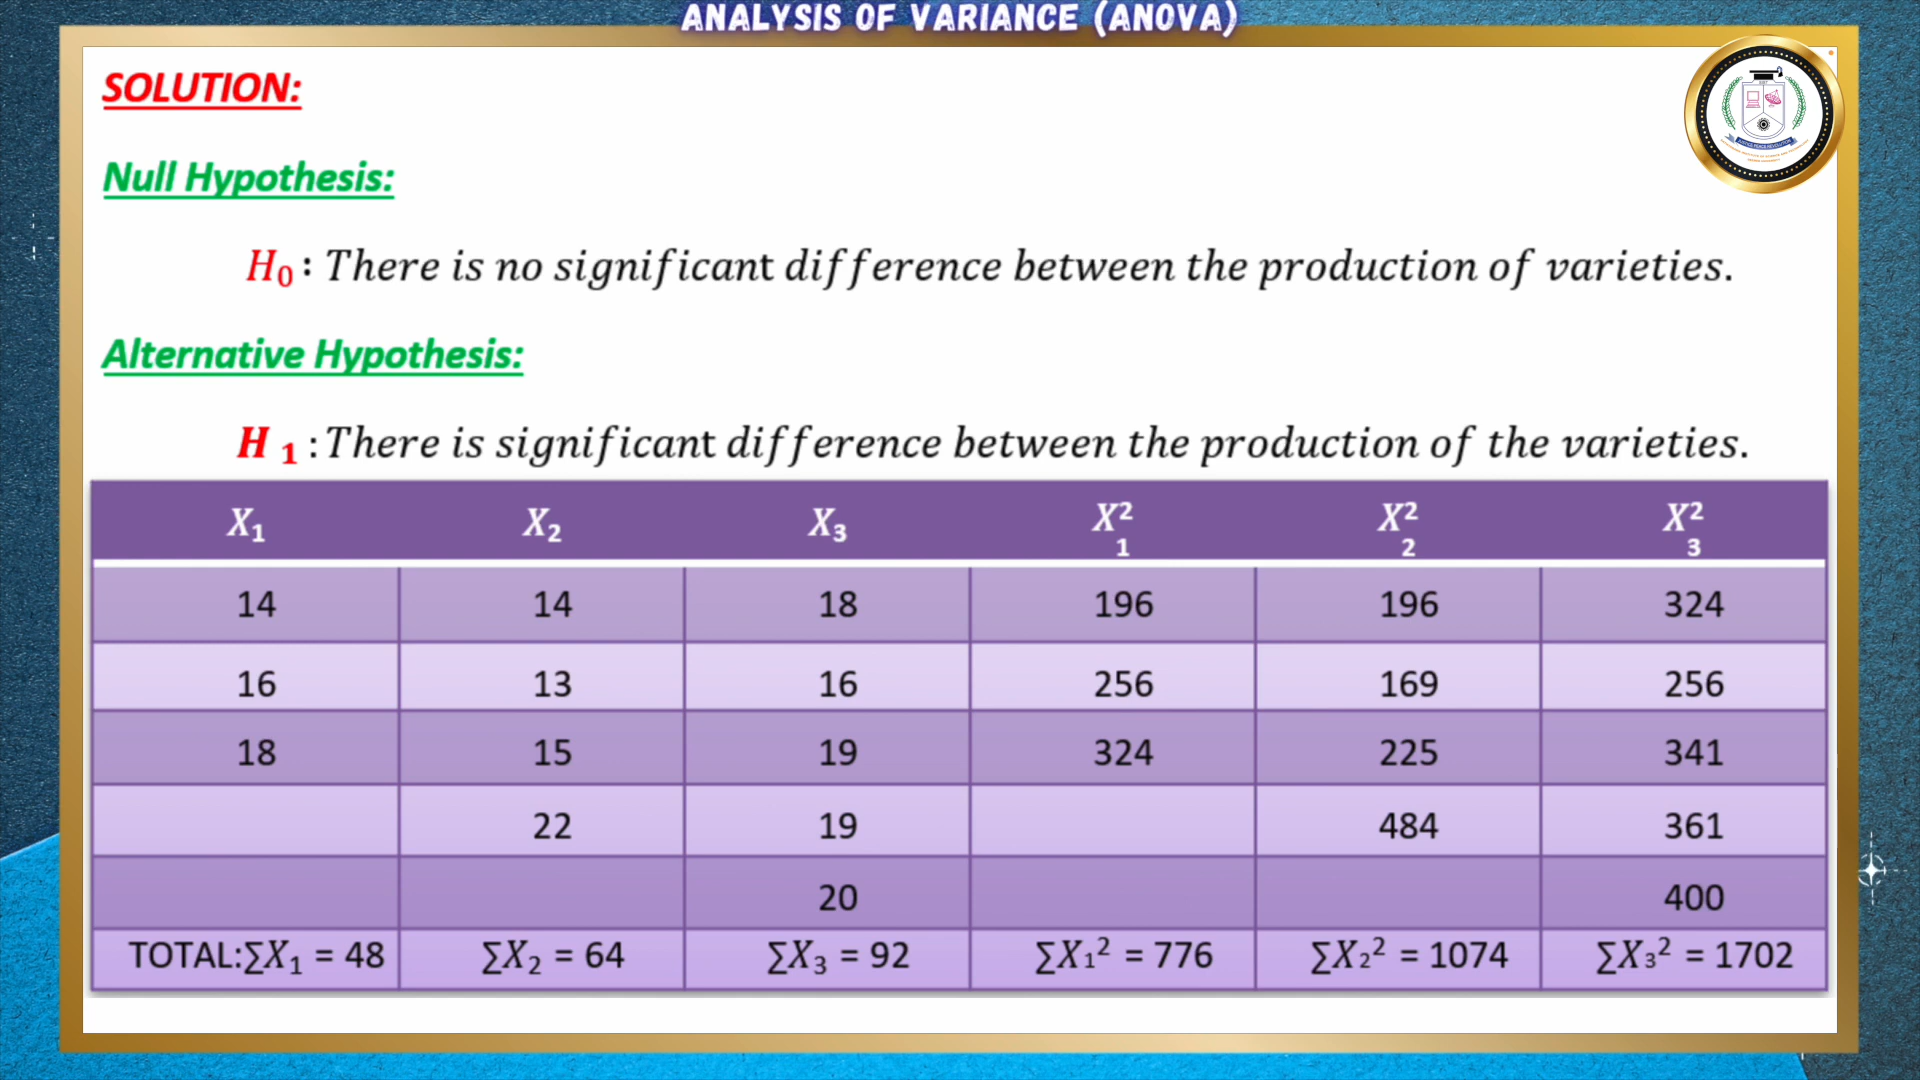 ANALYSIS OF VARIANCE (ANOVA)
SOLUTION:
Null Hypothesis:
H₀ : There is no significant difference between the production of varieties.
Alternative Hypothesis:
H ₁ : There is significant difference between the production of the varieties.
X₁ X₂ X₃ X²₁ X²₂ X²₃
14 14 18 196 196 324
16 13 16 256 169 256
18 15 19 324 225 341
22 19 484 361
20 400
TOTAL:∑X₁ = 48 ∑X₂ = 64 ∑X₃ = 92 ∑X₁² = 776 ∑X₂² = 1074 ∑X₃² = 1702